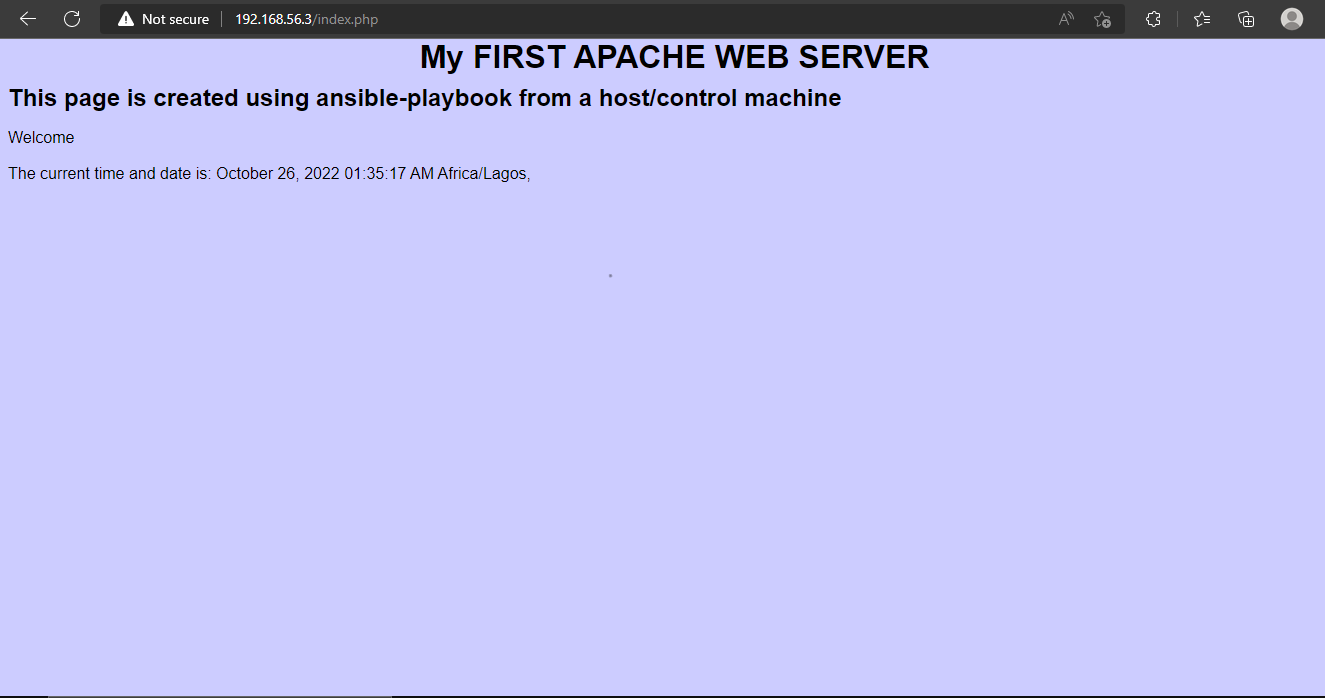 Not secure 192.168.56.3/index.php
My FIRST APACHE WEB SERVER
This page is created using ansible-playbook from a host/control machine
Welcome
The current time and date is: October 26, 2022 01:35:17 AM Africa/Lagos,